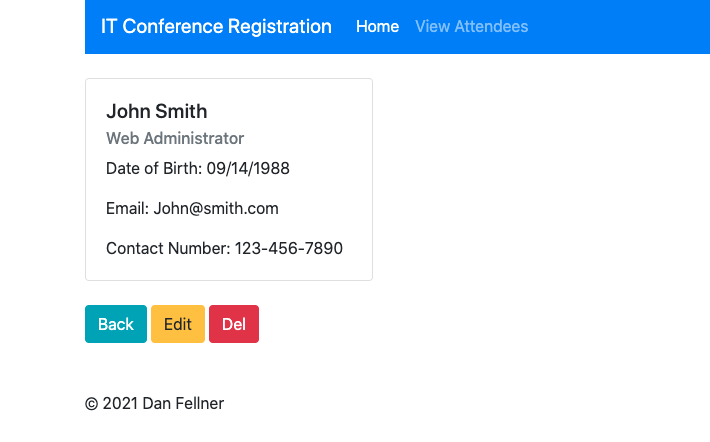 IT Conference Registration Home View Attendees
John Smith
Web Administrator
Date of Birth: 09/14/1988
Email: John@smith.com
Contact Number: 123-456-7890
Back Edit Del
© 2021 Dan Fellner